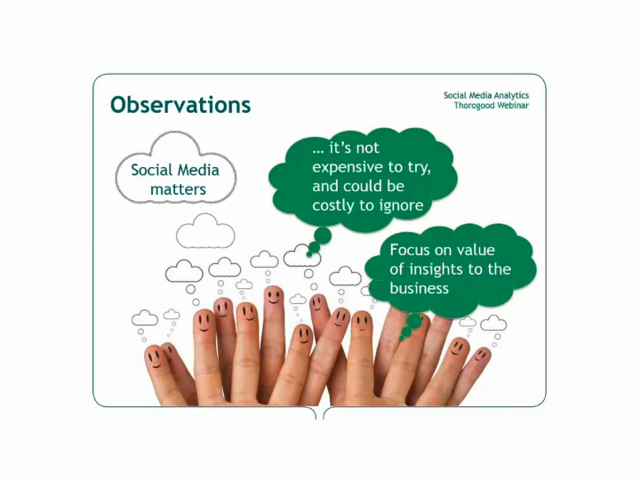 Observations
Social Media Analytics
Thorogood Webinar
Social Media
matters
... it's not
expensive to try,
and could be
costly to ignore
Focus on value
of insights to the
business